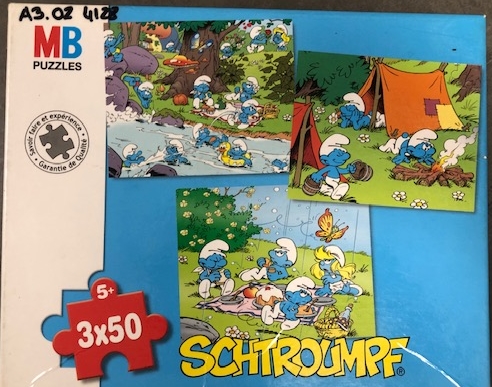 A3.02 4128
MB
PUZZLES
Savoir faire et expérience
Garantie de Qualité
5+
3x50
SCHTROUMPF®